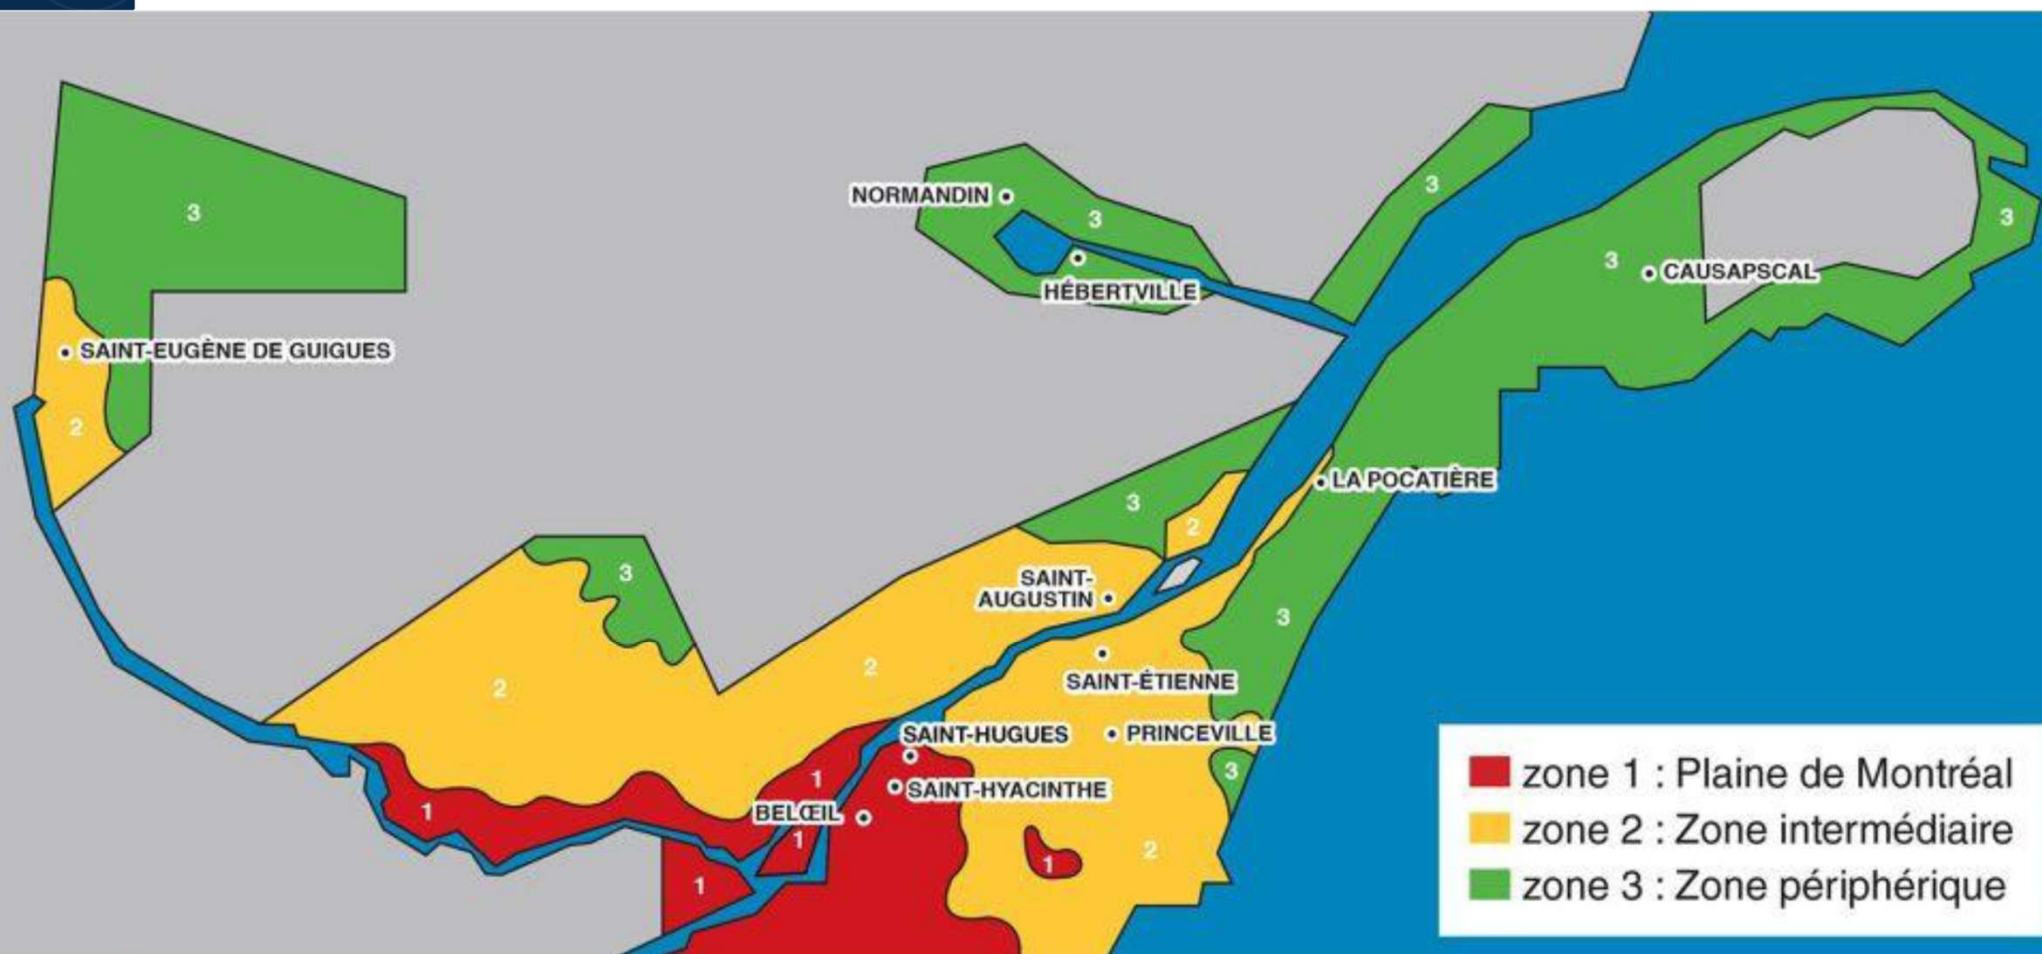 3
NORMANDIN
3
3
3
3
CAUSAPSCAL
HÉBERTVILLE
SAINT-EUGÈNE DE GUIGUES
2
LA POCATIÈRE
3
2
3
SAINT-
AUGUSTIN
3
2
2
SAINT-ÉTIENNE
SAINT-HUGUES
PRINCEVILLE
3
1
SAINT-HYACINTHE
1
BELŒIL
1
2
1
1
zone 1 : Plaine de Montréal
zone 2 : Zone intermédiaire
zone 3 : Zone périphérique